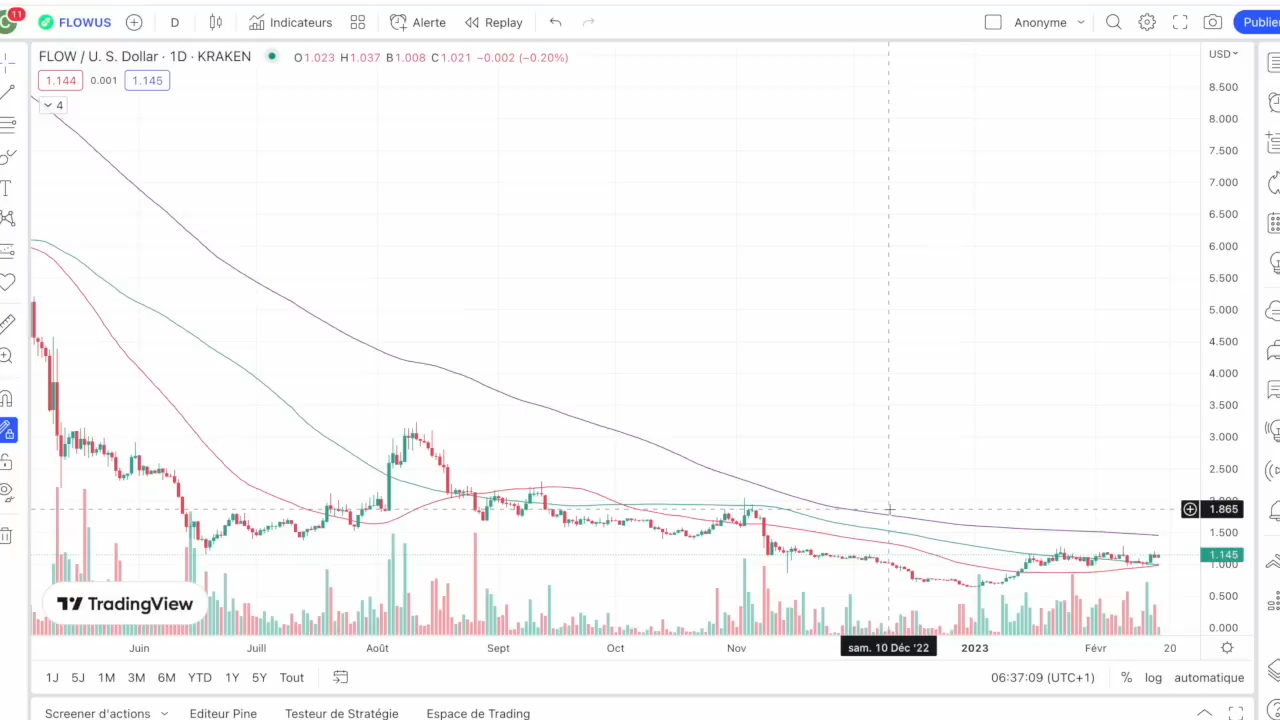 11
FLOWUS
D
Indicateurs
Alerte
Replay
Anonyme
Publier
FLOW / U. S. Dollar · 1D · KRAKEN
O1.023 H1.037 B1.008 C1.021 −0.002 (−0.20%)
USD
1.144
0.001
1.145
4
8.500
8.000
7.500
7.000
6.500
6.000
5.500
5.000
4.500
4.000
3.500
3.000
2.500
1.865
1.500
1.145
1.000
0.500
0.000
TradingView
Juin
Juill
Août
Sept
Oct
Nov
sam. 10 Déc '22
2023
Févr
20
1J
5J
1M
3M
6M
YTD
1Y
5Y
Tout
06:37:09 (UTC+1)
%
log
automatique
Screener d'actions
Editeur Pine
Testeur de Stratégie
Espace de Trading